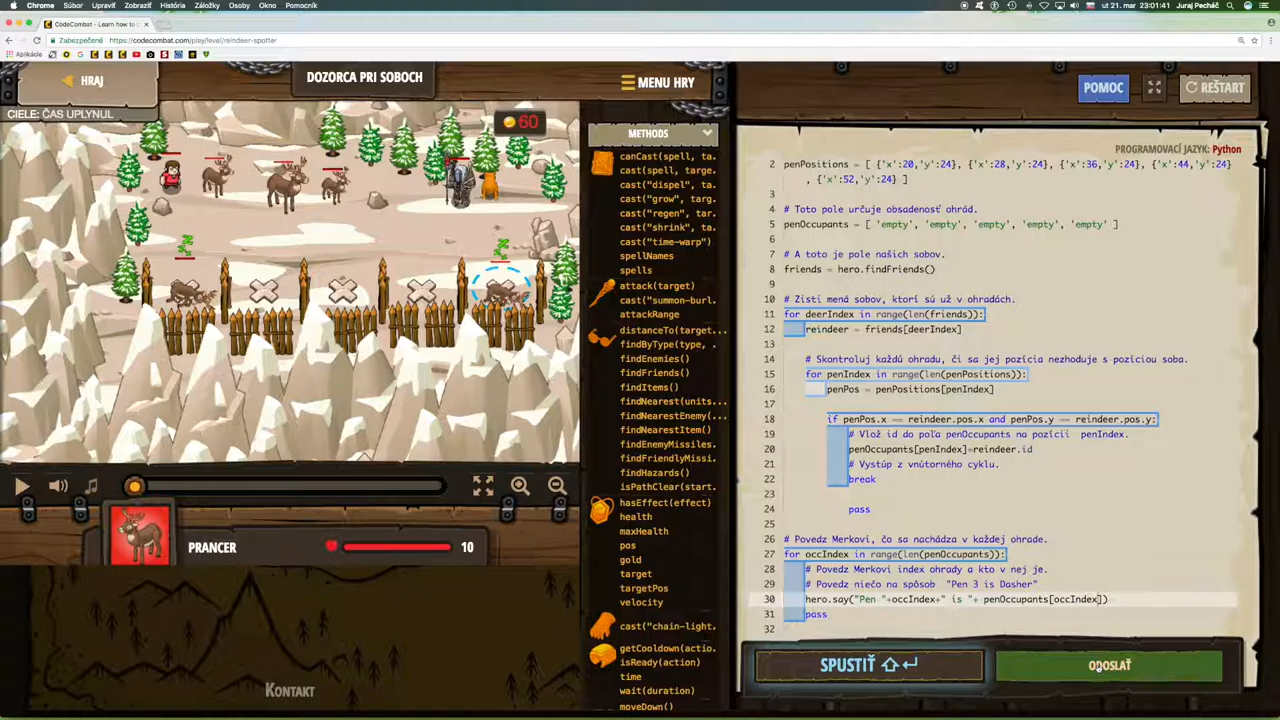 Chrome Súbor Upraviť Zobraziť História Záložky Osoby Okno Pomocník
ut 21. mar 23:01:41 Juraj Pecháč
CodeCombat - Learn how to c
Zabezpečené https://codecombat.com/play/level/reindeer-spotter
Aplikácie
HRAJ
DOZORCA PRI SOBOCH
MENU HRY
POMOC
REŠTART
CIELE: ČAS UPLYNUL
60
METHODS
canCast(spell, ta.
cast(spell, targe.
cast("dispel", ta.
cast("grow", targ.
cast("regen", tar.
cast("shrink", ta.
cast("time-warp")
spellNames
spells
attack(target)
cast("summon-burl.
attackRange
distanceTo(target...
findByType(type, .
findEnemies()
findFriends()
findItems()
findNearest(units..
findNearestEnemy(...
findNearestItem()
findEnemyMissiles.
findFriendlyMissi.
findHazards()
isPathClear(start.
hasEffect(effect)
health
maxHealth
pos
gold
target
targetPos
velocity
cast("chain-light.
getCooldown(actio.
isReady(action)
time
wait(duration)
moveDown()
PROGRAMOVACÍ JAZYK: Python
2 penPositions = [ {'x':20,'y':24}, {'x':28,'y':24}, {'x':36,'y':24}, {'x':44,'y':24}
, {'x':52,'y':24} ]
3
4 # Toto pole určuje obsadenosť ohrád.
5 penOccupants = [ 'empty', 'empty', 'empty', 'empty', 'empty' ]
6
7 # A toto je pole našich sobov.
8 friends = hero.findFriends()
9
10 # Zisti mená sobov, ktorí sú už v ohradách.
11 for deerIndex in range(len(friends)):
12 reindeer = friends[deerIndex]
13
14 # Skontroluj každú ohradu, či sa jej pozícia nezhoduje s pozíciou soba.
15 for penIndex in range(len(penPositions)):
16 penPos = penPositions[penIndex]
17
18 if penPos.x == reindeer.pos.x and penPos.y == reindeer.pos.y:
19 # Vlož id do poľa penOccupants na pozícii penIndex.
20 penOccupants[penIndex]=reindeer.id
21 # Vystúp z vnútorného cyklu.
22 break
23
24 pass
25
26 # Povedz Merkovi, čo sa nachádza v každej ohrade.
27 for occIndex in range(len(penOccupants)):
28 # Povedz Merkovi index ohrady a kto v nej je.
29 # Povedz niečo na spôsob "Pen 3 is Dasher"
30 hero.say("Pen "+occIndex+" is "+ penOccupants[occIndex])
31 pass
32
PRANCER
10
SPUSTIŤ
ODOSLAŤ
KONTAKT